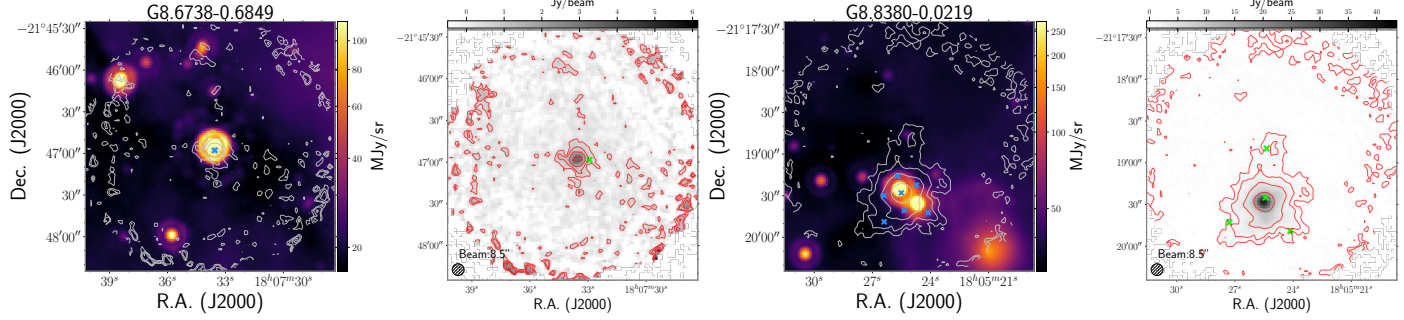 G8.6738-0.6849
−21°45′30″
46′00″
30″
47′00″
30″
48′00″
Dec. (J2000)
39ˢ 36ˢ 33ˢ 18ʰ07ᵐ30ˢ
R.A. (J2000)
100
80
60
40
20
MJy/sr
Jy/beam
0 1 2 3 4 5 6
−21°45′30″
46′00″
30″
47′00″
30″
48′00″
Beam:8.5″
39ˢ 36ˢ 33ˢ 18ʰ07ᵐ30ˢ
R.A. (J2000)
G8.8380-0.0219
−21°17′30″
18′00″
30″
19′00″
30″
20′00″
Dec. (J2000)
30ˢ 27ˢ 24ˢ 18ʰ05ᵐ21ˢ
R.A. (J2000)
250
200
150
100
50
MJy/sr
Jy/beam
0 10 20 30 40
−21°17′30″
18′00″
30″
19′00″
30″
20′00″
Beam:8.5″
30ˢ 27ˢ 24ˢ 18ʰ05ᵐ21ˢ
R.A. (J2000)